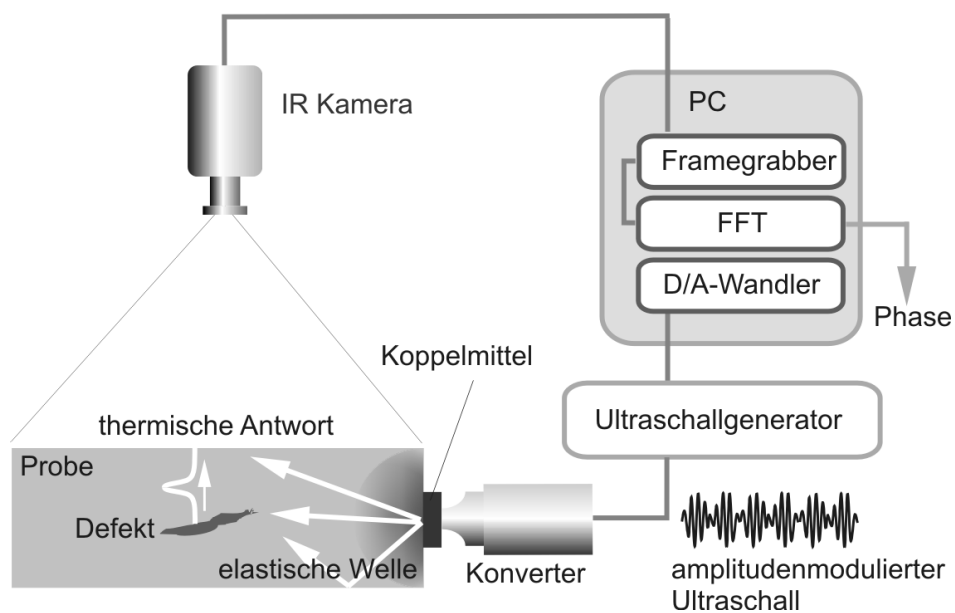 IR Kamera
PC
Framegrabber
FFT
D/A-Wandler
Phase
Koppelmittel
Ultraschallgenerator
thermische Antwort
Probe
Defekt
elastische Welle
Konverter
amplitudenmodulierter
Ultraschall